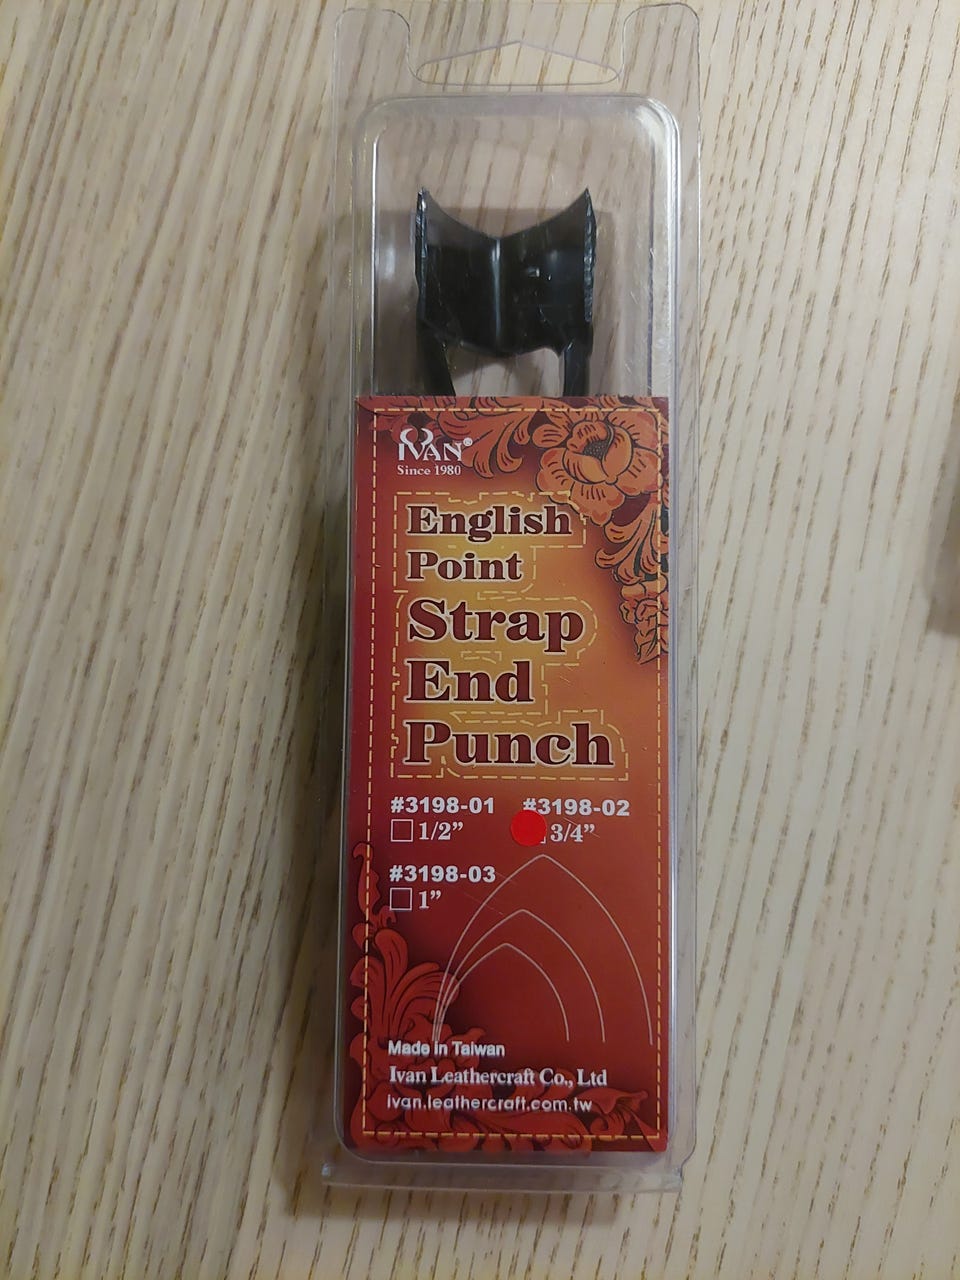 IVAN®
Since 1980
English
Point
Strap
End
Punch
#3198-01 #3198-02
1/2” 3/4”
#3198-03
1”
Made in Taiwan
Ivan Leathercraft Co., Ltd
ivan.leathercraft.com.tw